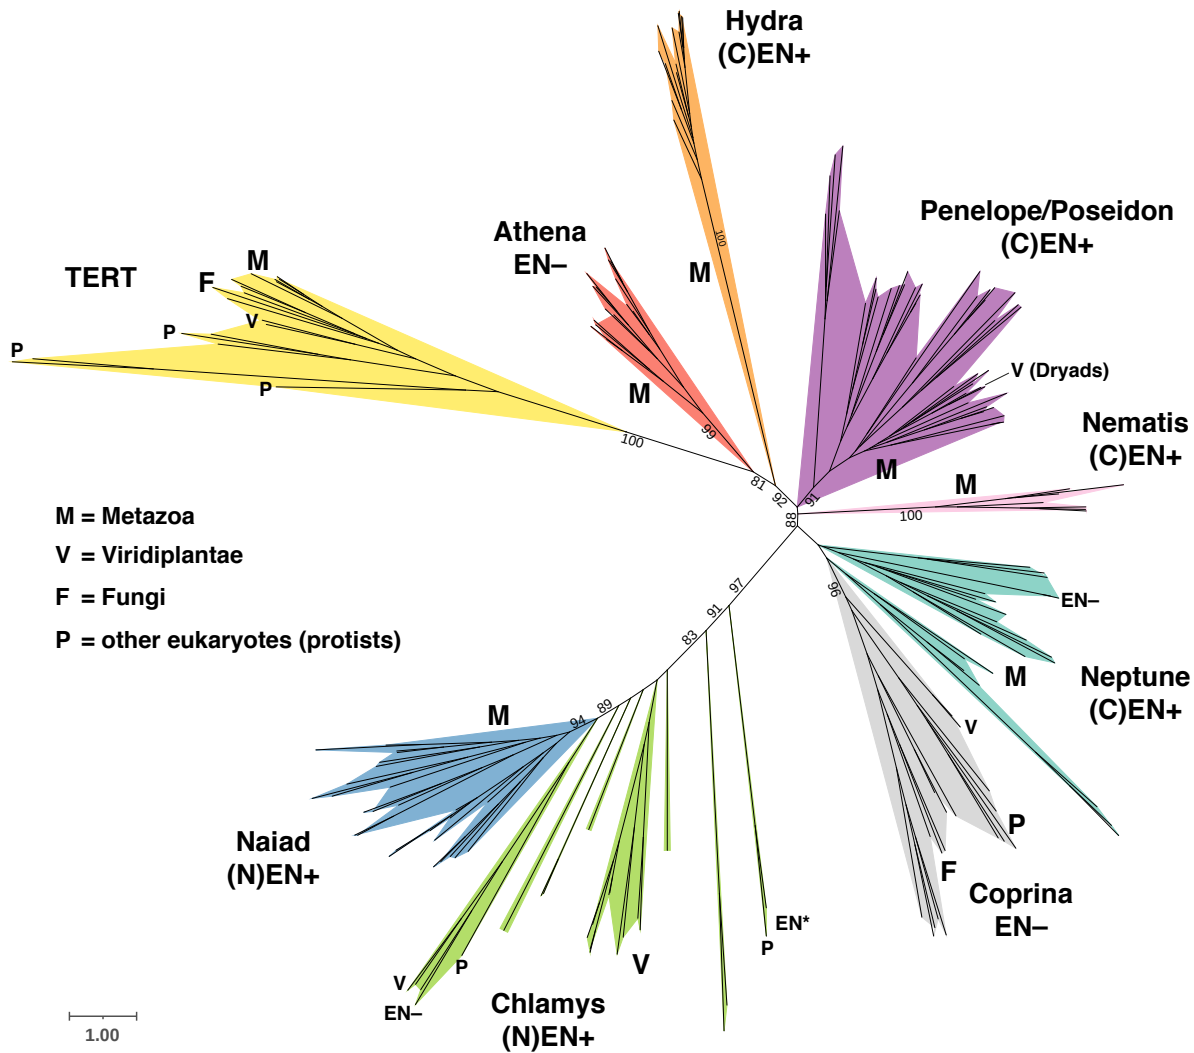 Hydra
(C)EN+
Penelope/Poseidon
(C)EN+
Athena
EN–
TERT
M
F
V
P
P
P
M
100
M
100
99
M
V (Dryads)
M
Nematis
(C)EN+
M
100
81
92
91
88
M = Metazoa
V = Viridiplantae
F = Fungi
P = other eukaryotes (protists)
EN–
96
M
Neptune
(C)EN+
V
P
F
Coprina
EN–
97
91
83
89
94
M
Naiad
(N)EN+
EN*
P
V
P
V
EN–
Chlamys
(N)EN+
1.00